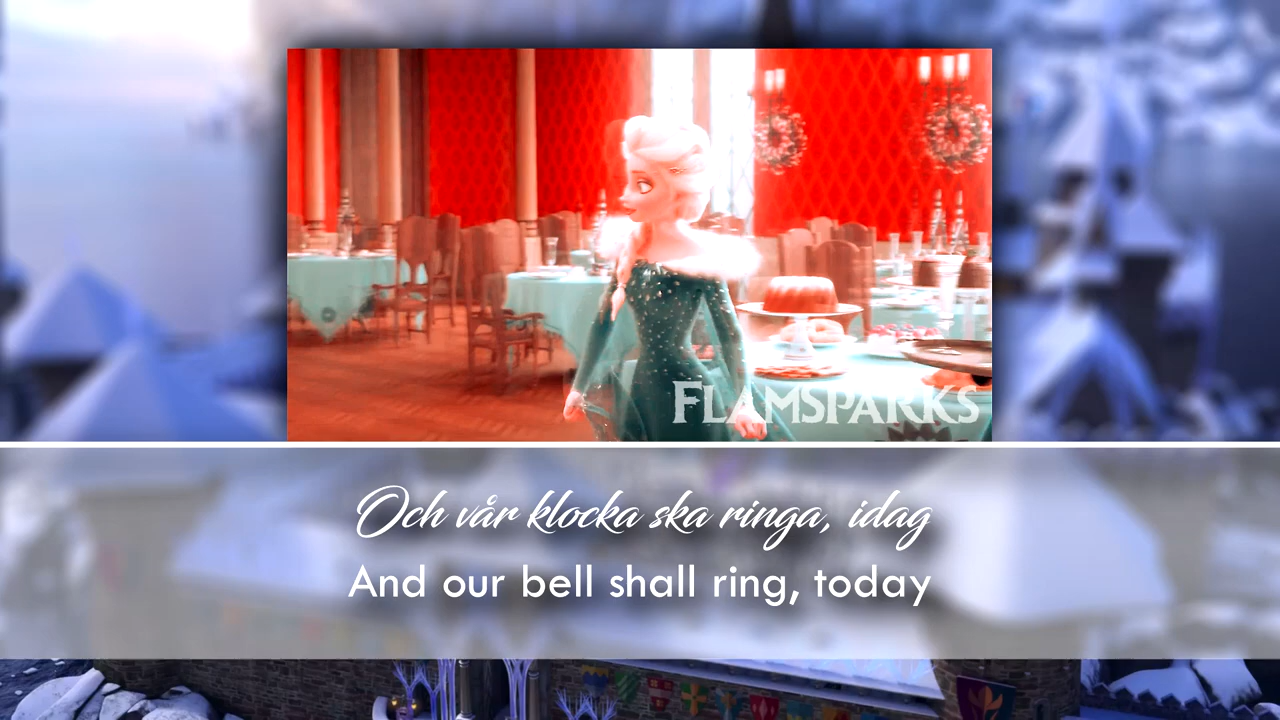 FLAMSPARKS
Och vår klocka ska ringa, idag
And our bell shall ring, today